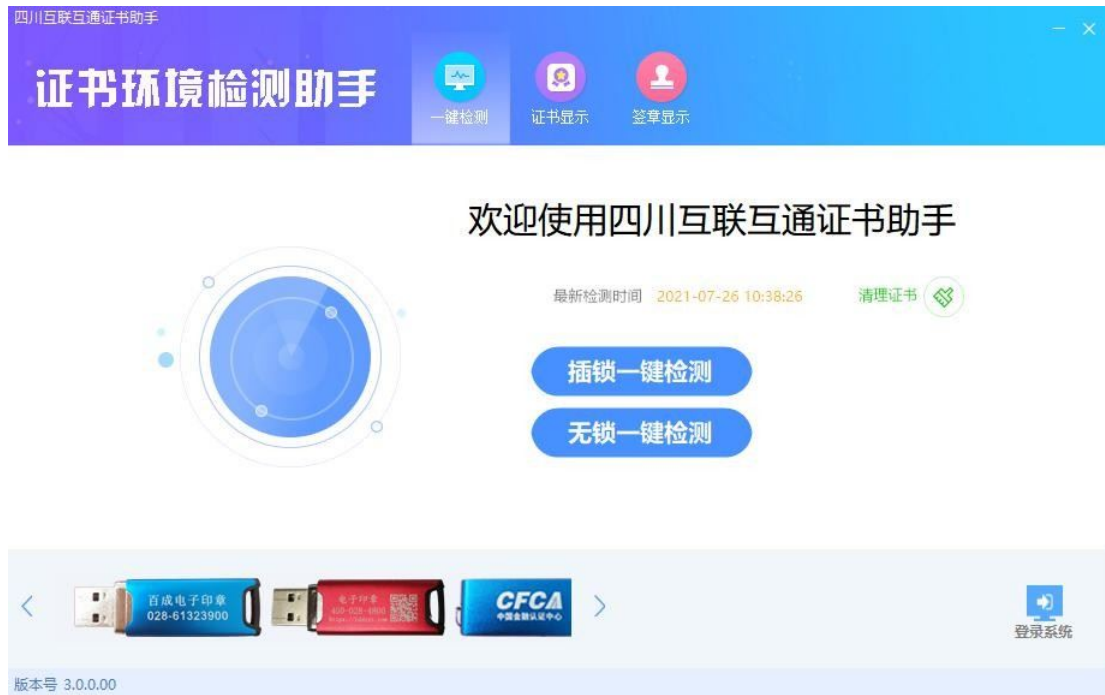 四川互联互通证书助手
证书环境检测助手
一键检测
证书显示
签章显示
欢迎使用四川互联互通证书助手
最新检测时间 2021-07-26 10:38:26
清理证书
插锁一键检测
无锁一键检测
百成电子印章
028-61323900
电子印章
400-028-4800
CFCA
中国金融认证中心
登录系统
版本号 3.0.0.00